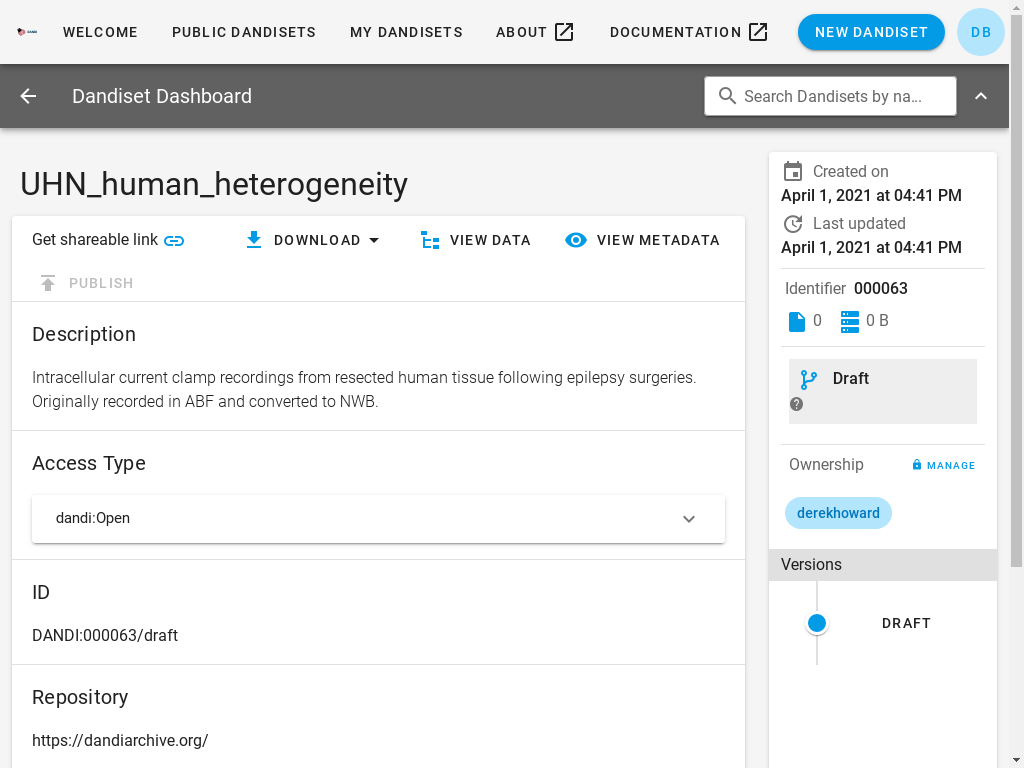 WELCOME PUBLIC DANDISETS MY DANDISETS ABOUT DOCUMENTATION NEW DANDISET DB
Dandiset Dashboard Search Dandisets by na...
UHN_human_heterogeneity
Get shareable link DOWNLOAD VIEW DATA VIEW METADATA
PUBLISH
Description
Intracellular current clamp recordings from resected human tissue following epilepsy surgeries.
Originally recorded in ABF and converted to NWB.
Access Type
dandi:Open
ID
DANDI:000063/draft
Repository
https://dandiarchive.org/
Created on
April 1, 2021 at 04:41 PM
Last updated
April 1, 2021 at 04:41 PM
Identifier 000063
0 0 B
Draft
?
Ownership MANAGE
derekhoward
Versions
DRAFT